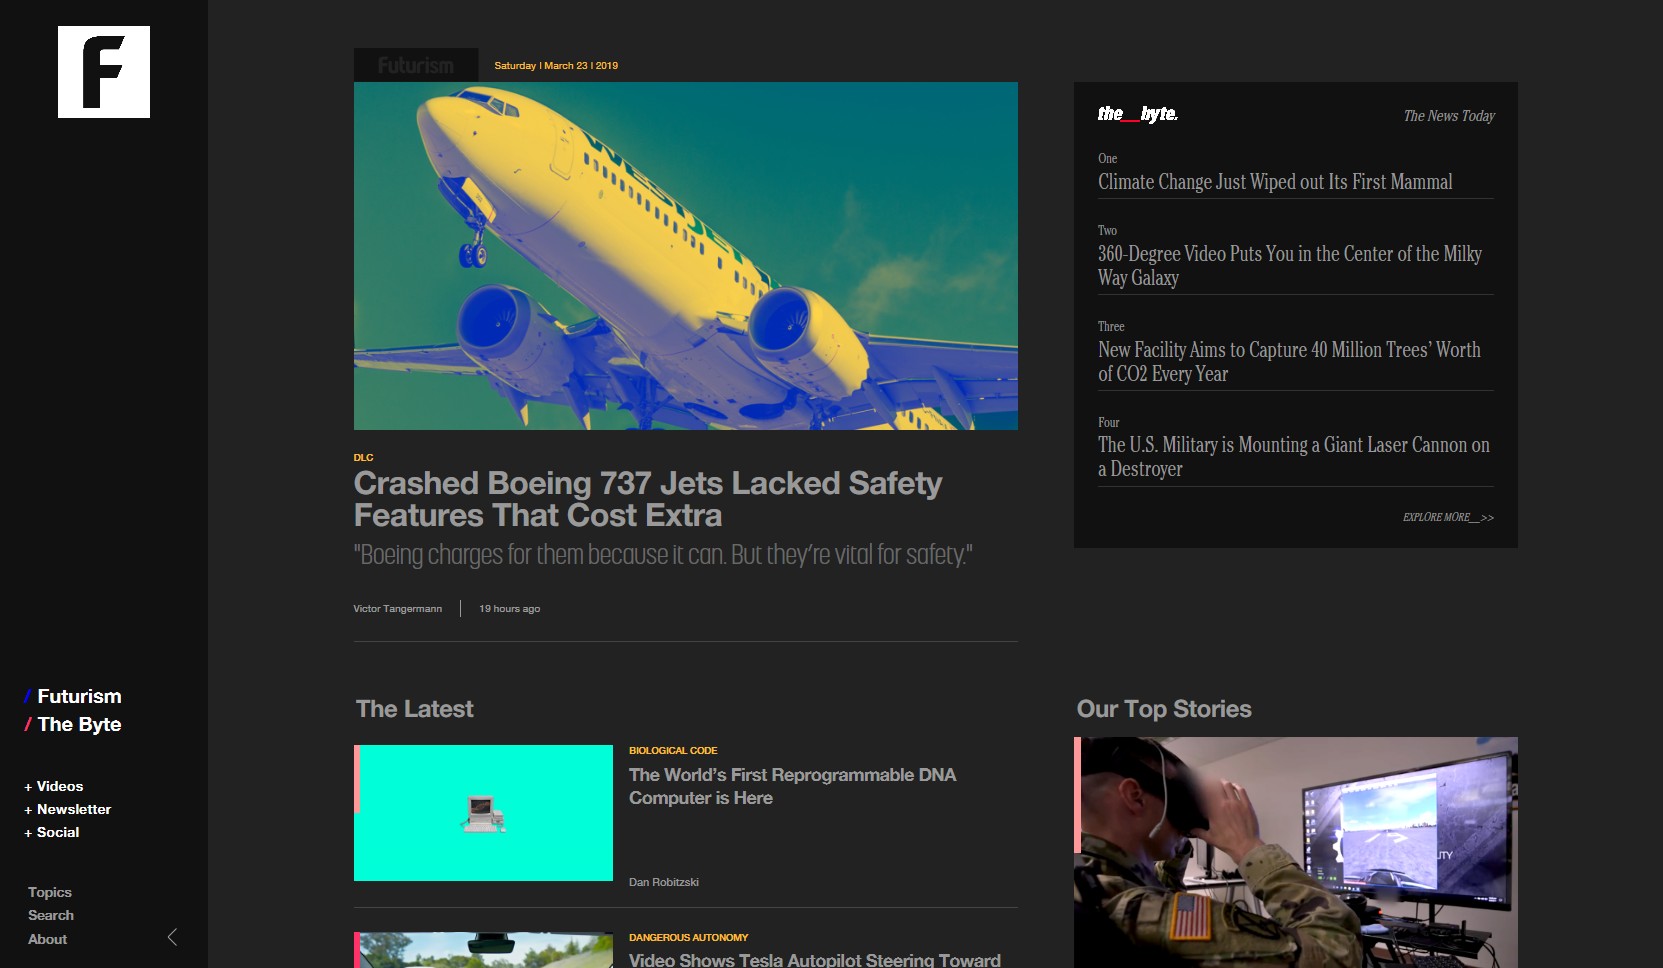 F
Futurism
Saturday | March 23 | 2019
DLC
Crashed Boeing 737 Jets Lacked Safety
Features That Cost Extra
"Boeing charges for them because it can. But they’re vital for safety."
Victor Tangermann
19 hours ago
the__byte.
The News Today
One
Climate Change Just Wiped out Its First Mammal
Two
360-Degree Video Puts You in the Center of the Milky
Way Galaxy
Three
New Facility Aims to Capture 40 Million Trees’ Worth
of CO2 Every Year
Four
The U.S. Military is Mounting a Giant Laser Cannon on
a Destroyer
EXPLORE MORE__>>
/ Futurism
/ The Byte
+ Videos
+ Newsletter
+ Social
Topics
Search
About
The Latest
BIOLOGICAL CODE
The World’s First Reprogrammable DNA
Computer is Here
Dan Robitzski
DANGEROUS AUTONOMY
Video Shows Tesla Autopilot Steering Toward
Our Top Stories